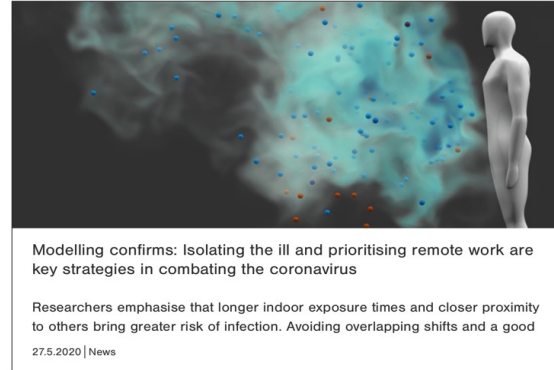 Modelling confirms: Isolating the ill and prioritising remote work are
key strategies in combating the coronavirus
Researchers emphasise that longer indoor exposure times and closer proximity
to others bring greater risk of infection. Avoiding overlapping shifts and a good
27.5.2020 | News